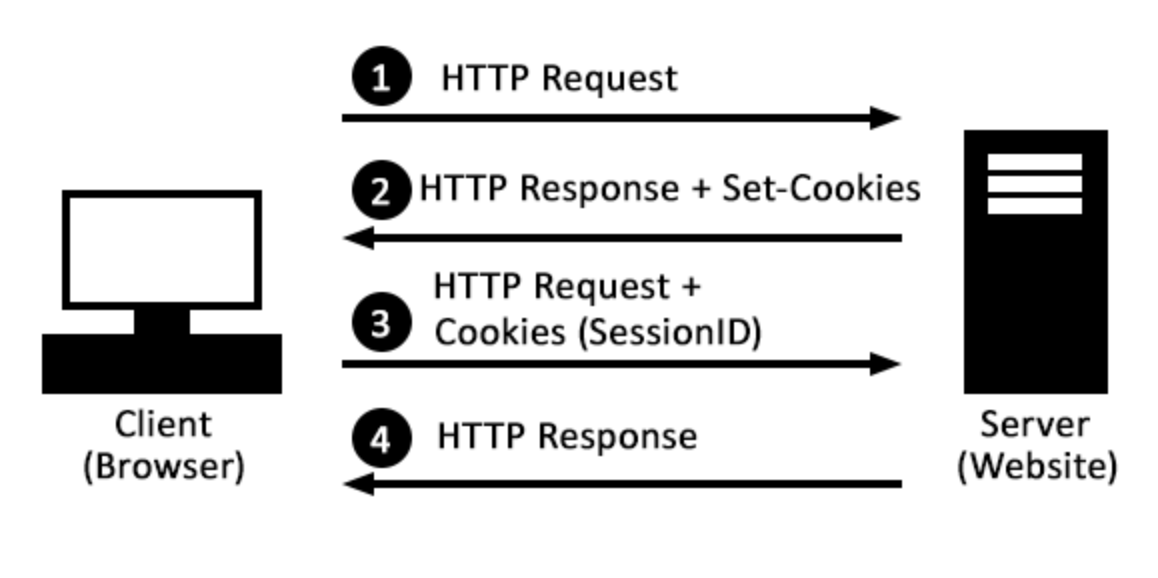 1 HTTP Request
2 HTTP Response + Set-Cookies
3 HTTP Request +
Cookies (SessionID)
4 HTTP Response
Client
(Browser)
Server
(Website)